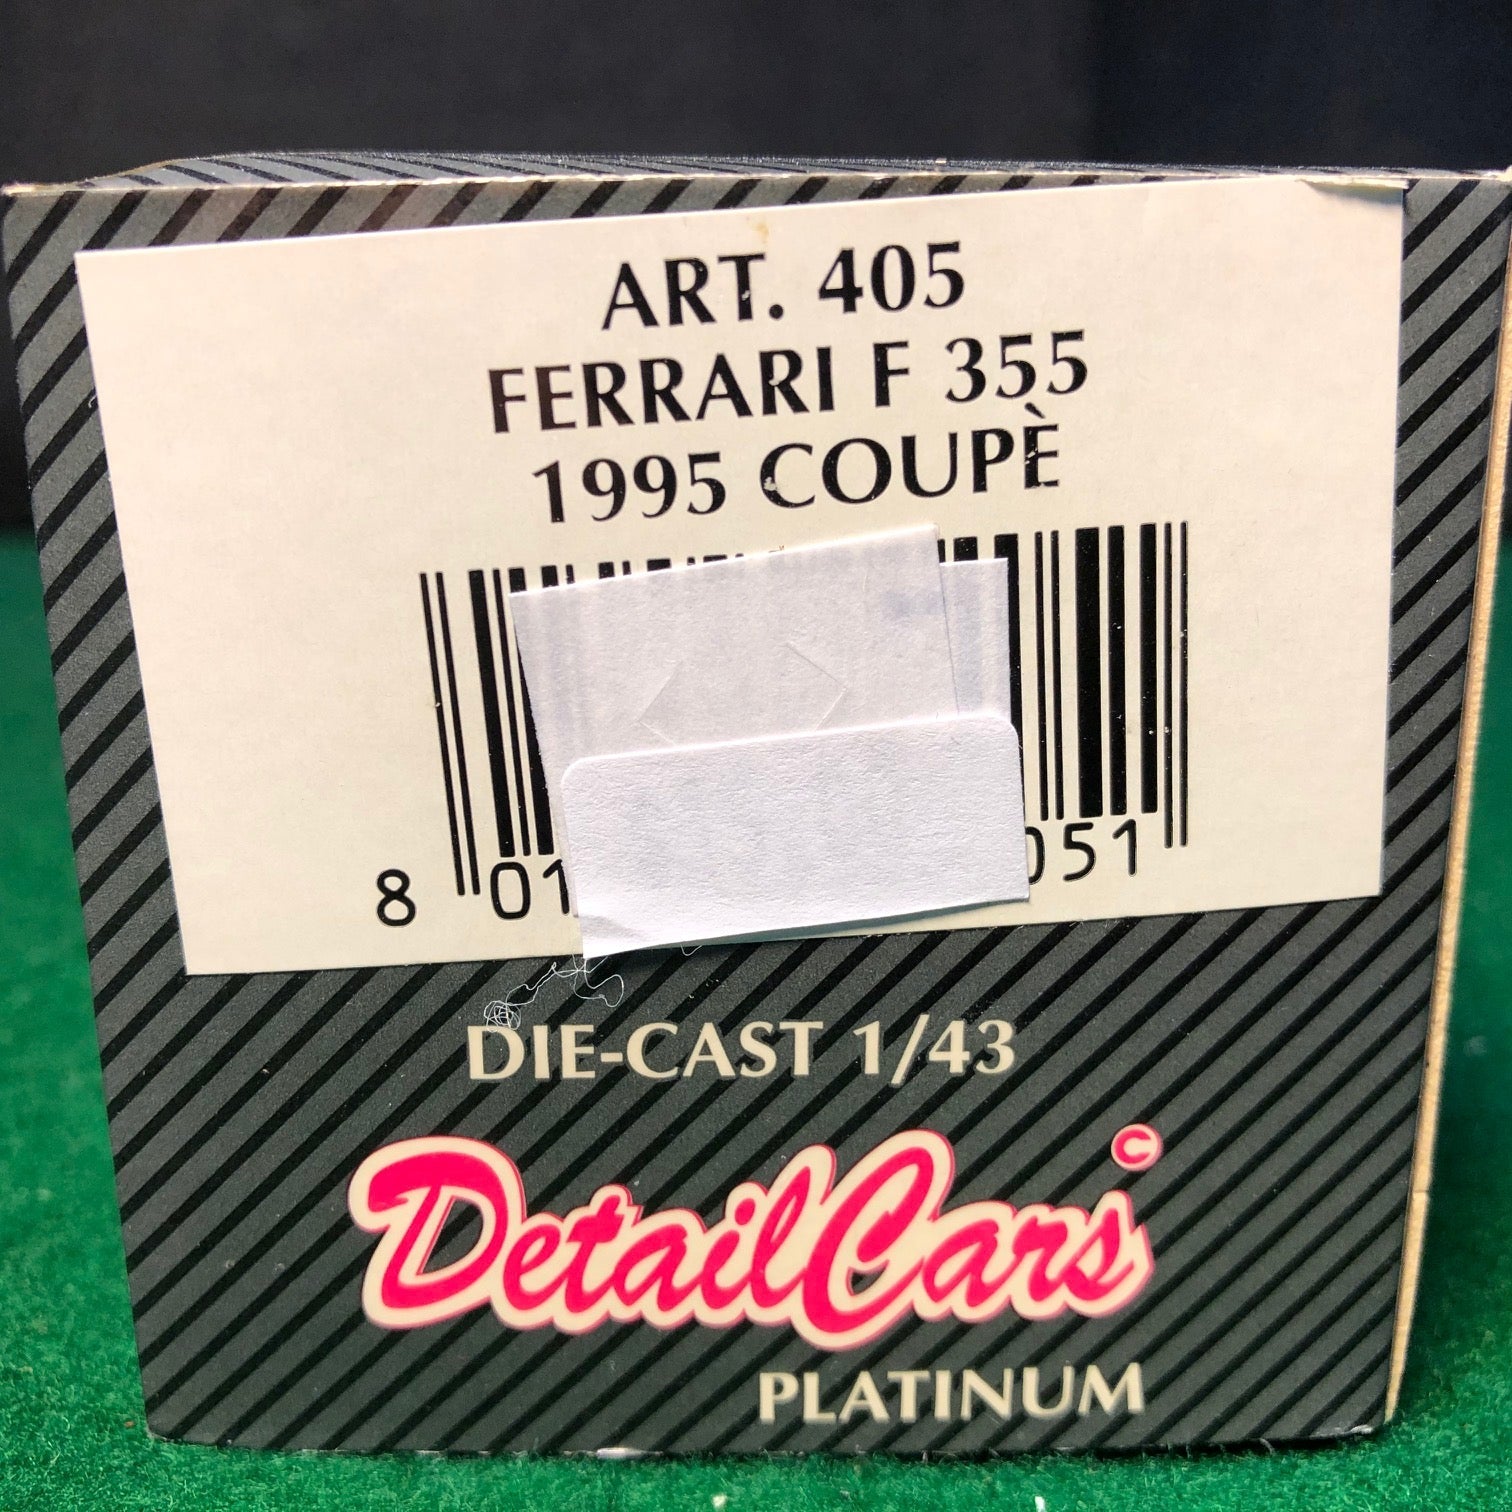 ART. 405
FERRARI F 355
1995 COUPÈ
8 01 051
DIE-CAST 1/43
DetailCars ©
PLATINUM